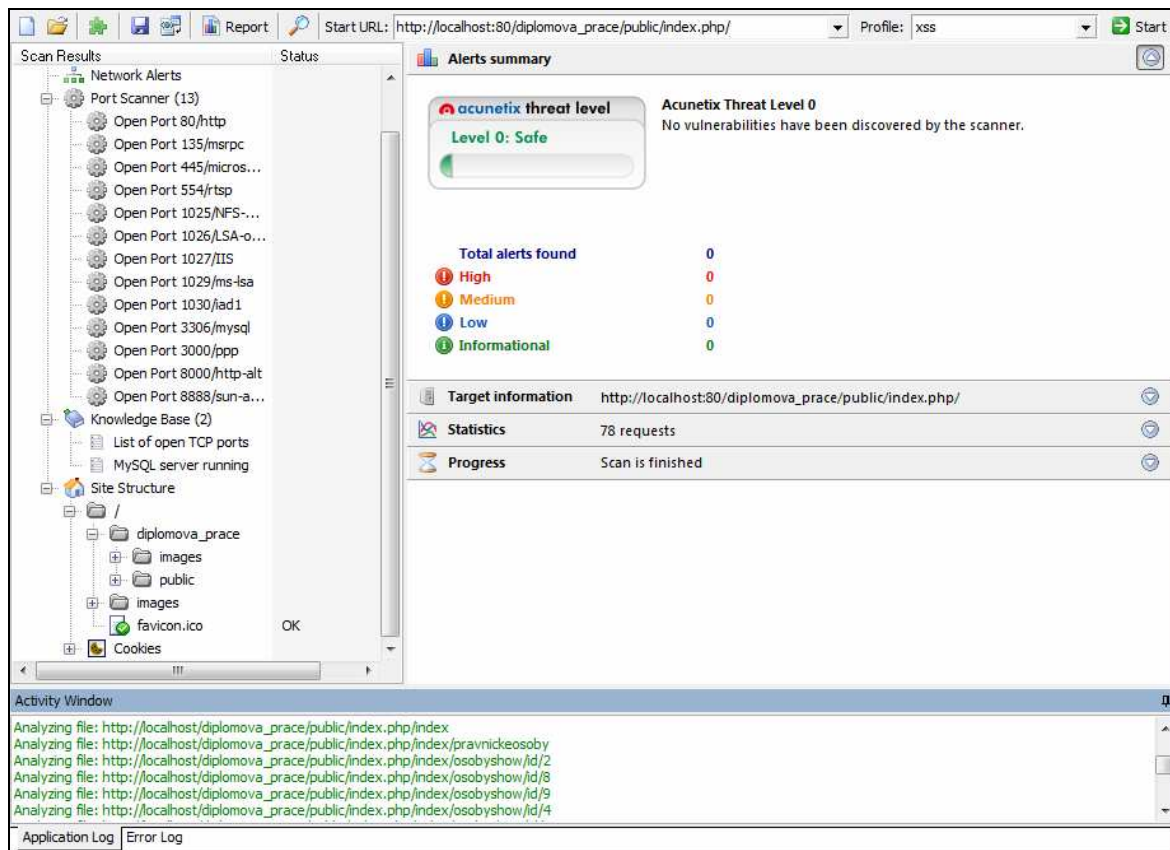 Report Start URL: http://localhost:80/diplomova_prace/public/index.php/ Profile: xss Start
Scan Results Status
Network Alerts
Port Scanner (13)
Open Port 80/http
Open Port 135/msrpc
Open Port 445/micros...
Open Port 554/rtsp
Open Port 1025/NFS-...
Open Port 1026/LSA-o...
Open Port 1027/IIS
Open Port 1029/ms-lsa
Open Port 1030/iad1
Open Port 3306/mysql
Open Port 3000/ppp
Open Port 8000/http-alt
Open Port 8888/sun-a...
Knowledge Base (2)
List of open TCP ports
MySQL server running
Site Structure
/
diplomova_prace
images
public
images
favicon.ico OK
Cookies
Alerts summary
acunetix threat level
Level 0: Safe
Acunetix Threat Level 0
No vulnerabilities have been discovered by the scanner.
Total alerts found 0
High 0
Medium 0
Low 0
Informational 0
Target information http://localhost:80/diplomova_prace/public/index.php/
Statistics 78 requests
Progress Scan is finished
Activity Window
Analyzing file: http://localhost/diplomova_prace/public/index.php/index
Analyzing file: http://localhost/diplomova_prace/public/index.php/index/pravnickeosoby
Analyzing file: http://localhost/diplomova_prace/public/index.php/index/osobyshow/id/2
Analyzing file: http://localhost/diplomova_prace/public/index.php/index/osobyshow/id/8
Analyzing file: http://localhost/diplomova_prace/public/index.php/index/osobyshow/id/9
Analyzing file: http://localhost/diplomova_prace/public/index.php/index/osobyshow/id/4
Application Log Error Log